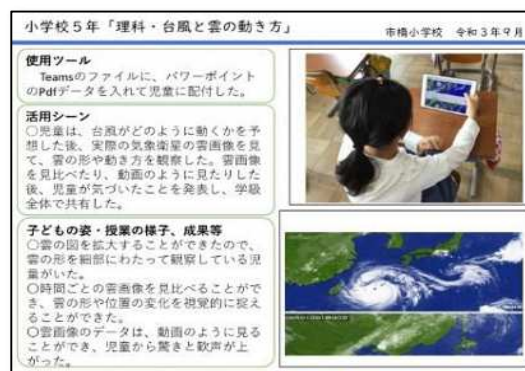 小学校５年「理科・台風と雲の動き方」
市橋小学校 令和３年９月
使用ツール
Teamsのファイルに、パワーポイント
のPdfデータを入れて児童に配付した。
活用シーン
○児童は、台風がどのように動くかを予
想した後、実際の気象衛星の雲画像を見
て、雲の形や動き方を観察した。雲画像
を見比べたり、動画のように見たりした
後、児童が気づいたことを発表し、学級
全体で共有した。
子どもの姿・授業の様子、成果等
○雲の図を拡大することができたので、
雲の形を細部にわたって観察している児
童がいた。
○時間ごとの雲画像を見比べることがで
き、雲の形や位置の変化を視覚的に捉え
ることができた。
○雲画像のデータは、動画のように見る
ことができ、児童から驚きと歓声が上
がった。